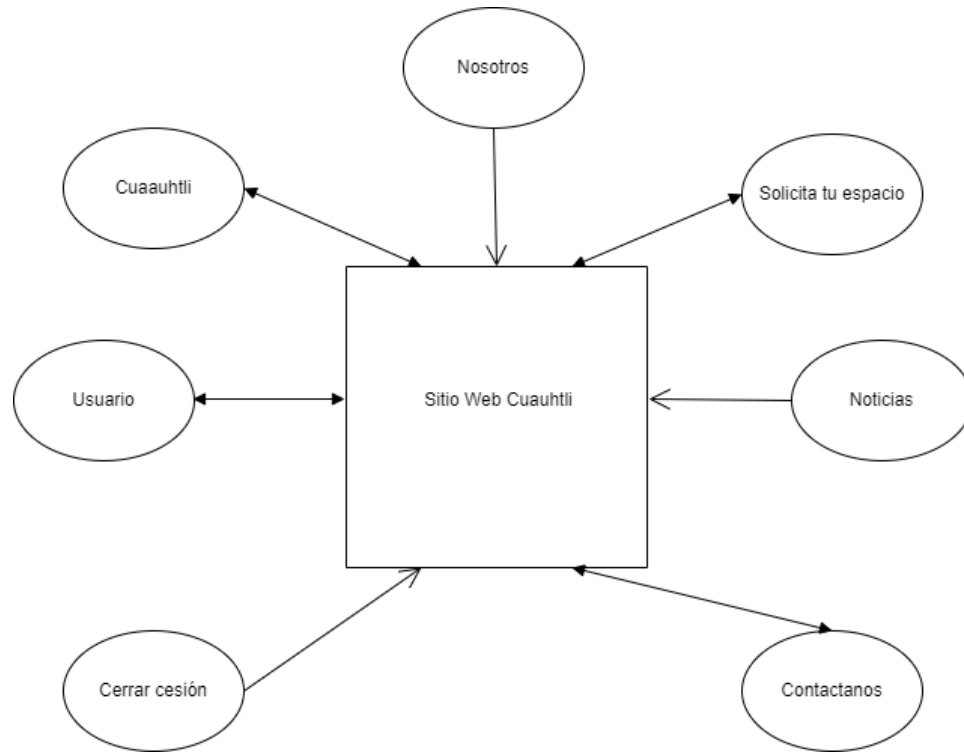 Nosotros
Cuaauhtli
Solicita tu espacio
Usuario
Sitio Web Cuauhtli
Noticias
Cerrar cesión
Contactanos